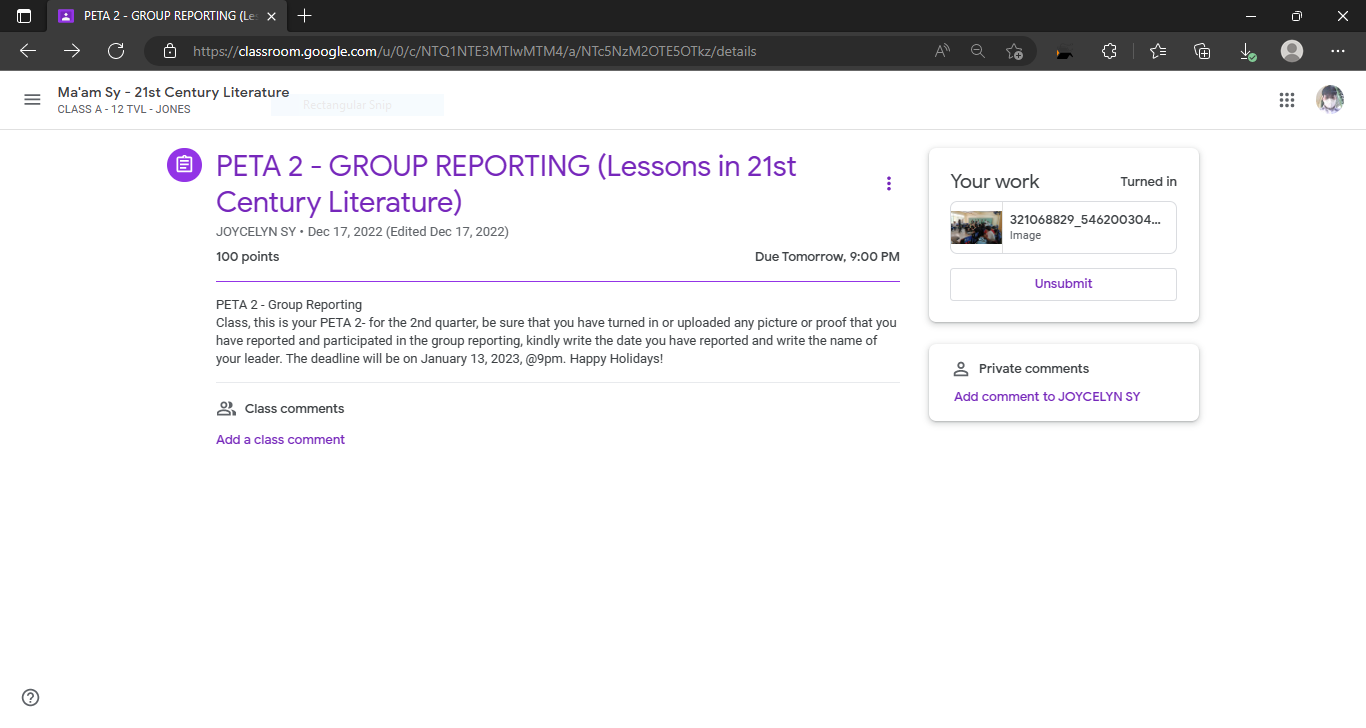 PETA 2 - GROUP REPORTING (Les
https://classroom.google.com/u/0/c/NTQ1NTE3MTIwMTM4/a/NTc5NzM2OTE5OTkz/details
Ma'am Sy - 21st Century Literature
CLASS A - 12 TVL - JONES
Rectangular Snip
PETA 2 - GROUP REPORTING (Lessons in 21st
Century Literature)
JOYCELYN SY • Dec 17, 2022 (Edited Dec 17, 2022)
100 points
Due Tomorrow, 9:00 PM
PETA 2 - Group Reporting
Class, this is your PETA 2- for the 2nd quarter, be sure that you have turned in or uploaded any picture or proof that you
have reported and participated in the group reporting, kindly write the date you have reported and write the name of
your leader. The deadline will be on January 13, 2023, @9pm. Happy Holidays!
Class comments
Add a class comment
Your work
Turned in
321068829_546200304...
Image
Unsubmit
Private comments
Add comment to JOYCELYN SY